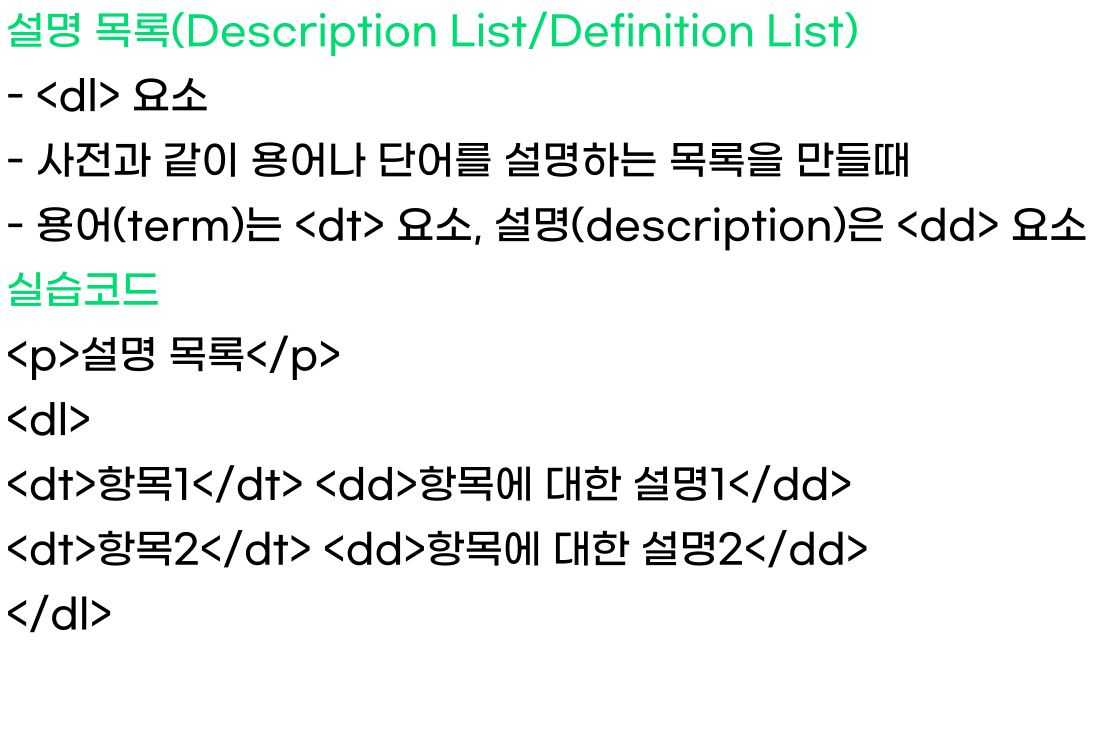 설명 목록(Description List/Definition List)
- <dl> 요소
- 사전과 같이 용어나 단어를 설명하는 목록을 만들때
- 용어(term)는 <dt> 요소, 설명(description)은 <dd> 요소
실습코드
<p>설명 목록</p>
<dl>
<dt>항목1</dt> <dd>항목에 대한 설명1</dd>
<dt>항목2</dt> <dd>항목에 대한 설명2</dd>
</dl>